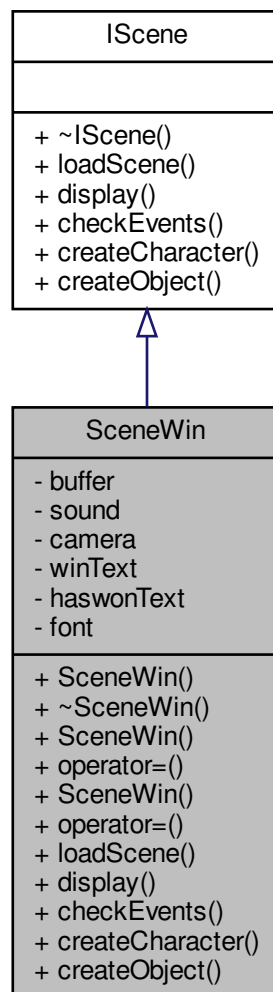 IScene
+ ~IScene()
+ loadScene()
+ display()
+ checkEvents()
+ createCharacter()
+ createObject()
SceneWin
- buffer
- sound
- camera
- winText
- haswonText
- font
+ SceneWin()
+ ~SceneWin()
+ SceneWin()
+ operator=()
+ SceneWin()
+ operator=()
+ loadScene()
+ display()
+ checkEvents()
+ createCharacter()
+ createObject()